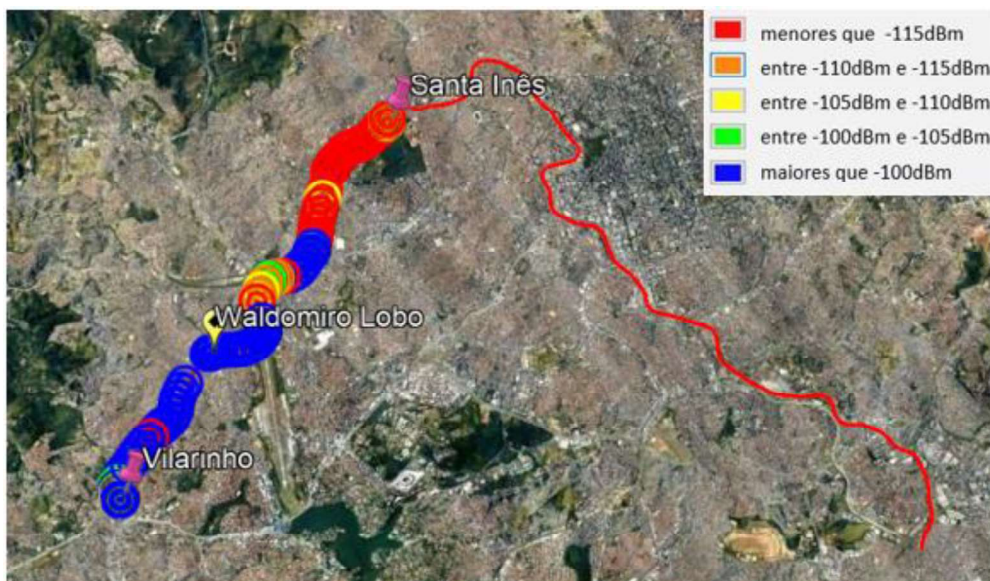 menores que -115dBm
entre -110dBm e -115dBm
entre -105dBm e -110dBm
entre -100dBm e -105dBm
maiores que -100dBm
Santa Inês
Waldomiro Lobo
Vilarinho